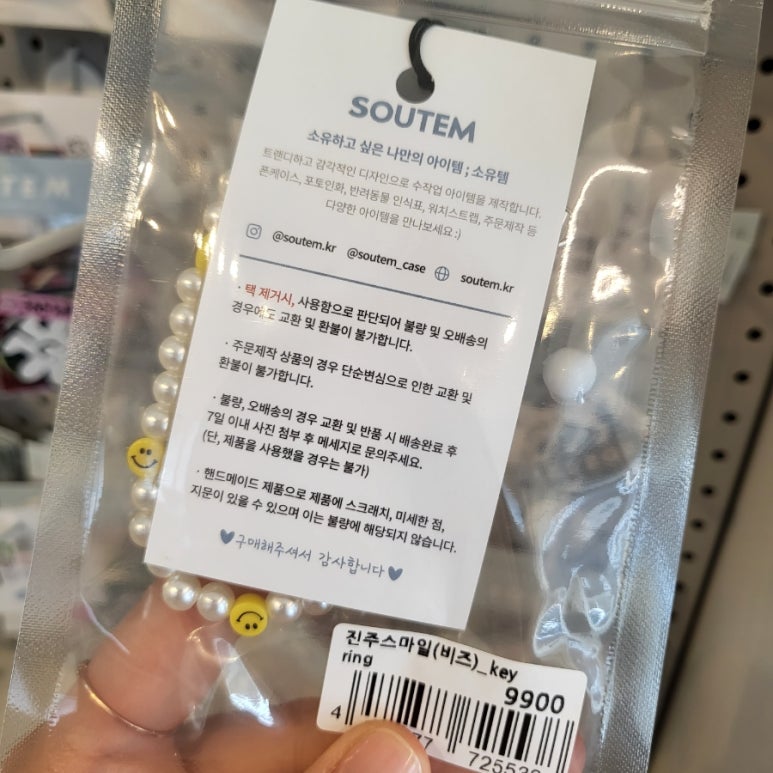 SOUTEM
소유하고 싶은 나만의 아이템 ; 소유템
트랜디하고 감각적인 디자인으로 수작업 아이템을 제작합니다.
폰케이스, 포토인화, 반려동물 인식표, 워치스트랩, 주문제작 등
다양한 아이템을 만나보세요 :)
@soutem.kr @soutem_case soutem.kr
· 택 제거시, 사용함으로 판단되어 불량 및 오배송의
경우에도 교환 및 환불이 불가합니다.
· 주문제작 상품의 경우 단순변심으로 인한 교환 및
환불이 불가합니다.
· 불량, 오배송의 경우 교환 및 반품 시 배송완료 후
7일 이내 사진 첨부 후 메세지로 문의주세요.
(단, 제품을 사용했을 경우는 불가)
· 핸드메이드 제품으로 제품에 스크래치, 미세한 점,
지문이 있을 수 있으며 이는 불량에 해당되지 않습니다.
구매해주셔서 감사합니다
진주스마일(비즈)_key
ring
9900